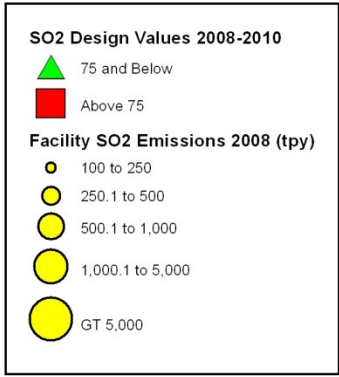 SO2 Design Values 2008-2010
75 and Below
Above 75
Facility SO2 Emissions 2008 (tpy)
100 to 250
250.1 to 500
500.1 to 1,000
1,000.1 to 5,000
GT 5,000